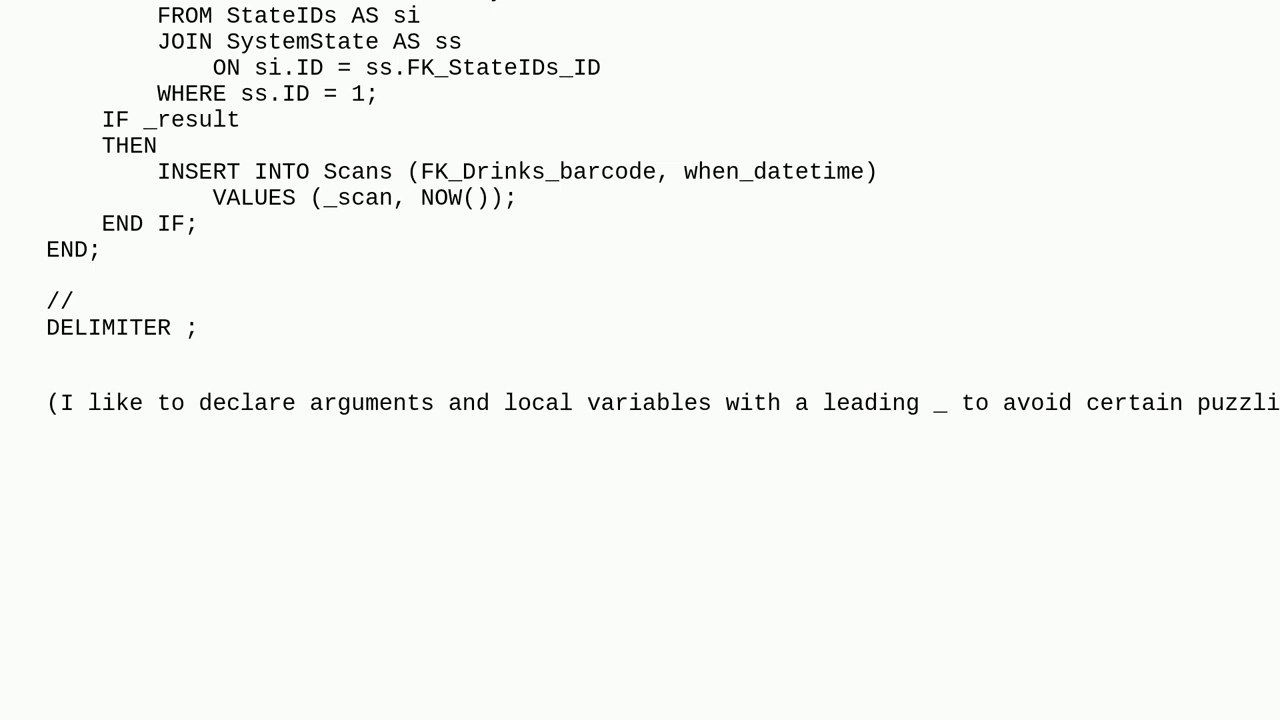 FROM StateIDs AS si
JOIN SystemState AS ss
ON si.ID = ss.FK_StateIDs_ID
WHERE ss.ID = 1;
IF _result
THEN
INSERT INTO Scans (FK_Drinks_barcode, when_datetime)
VALUES (_scan, NOW());
END IF;
END;
//
DELIMITER ;
(I like to declare arguments and local variables with a leading _ to avoid certain puzzli